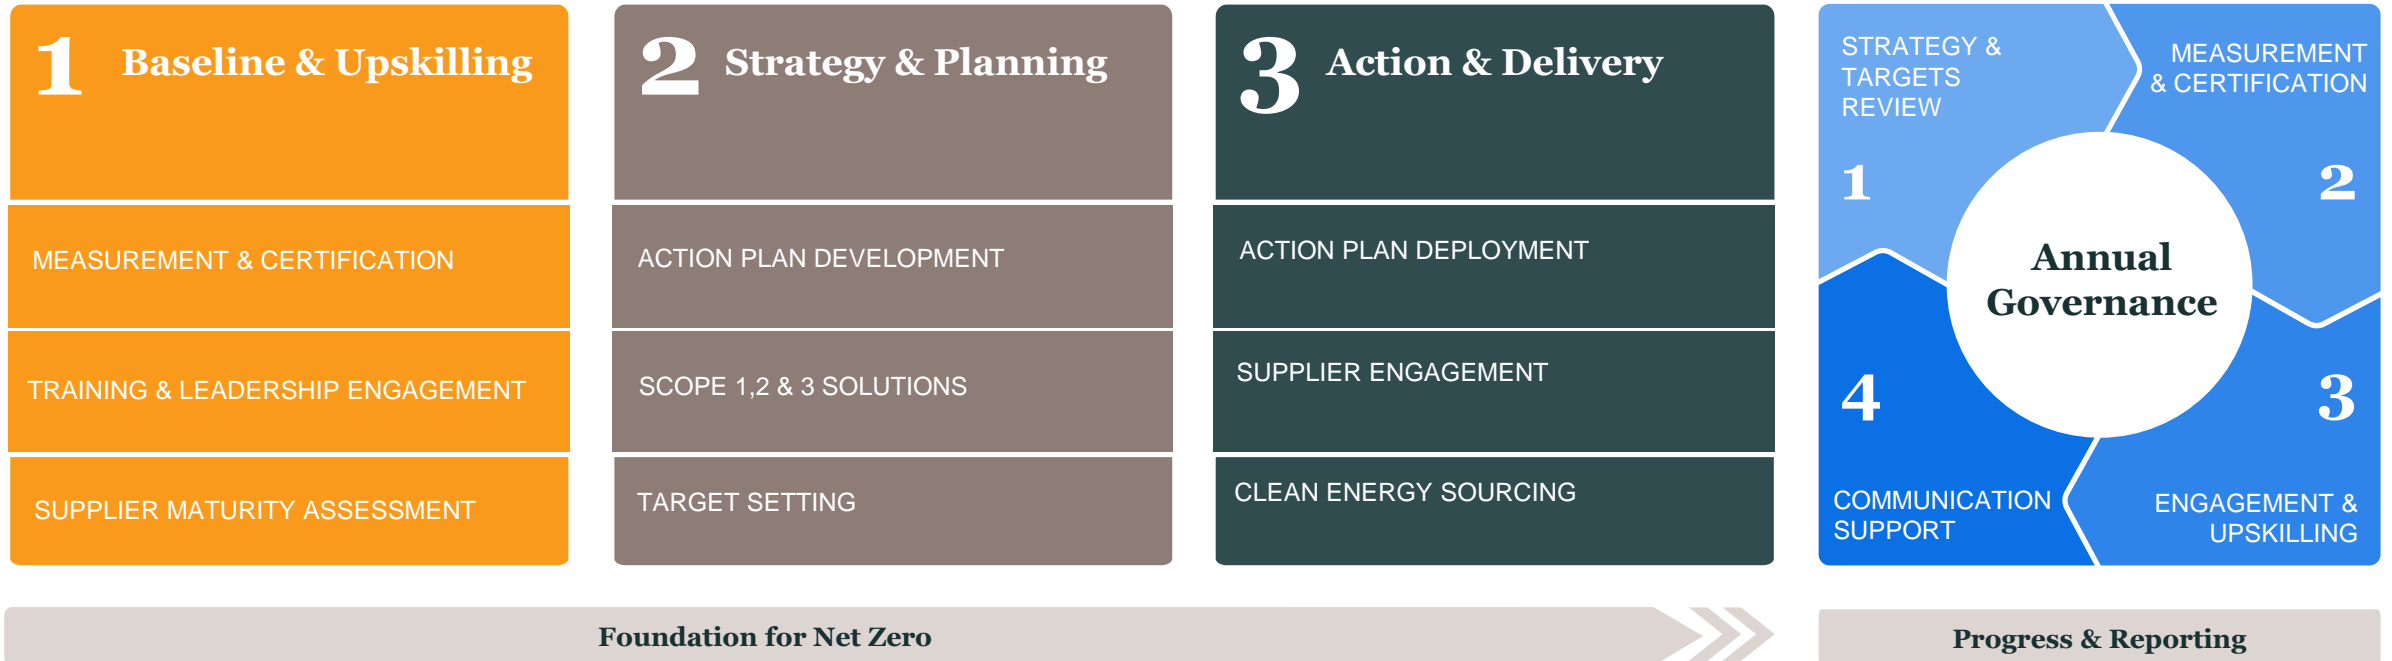 1 Baseline & Upskilling
MEASUREMENT & CERTIFICATION
TRAINING & LEADERSHIP ENGAGEMENT
SUPPLIER MATURITY ASSESSMENT
2 Strategy & Planning
ACTION PLAN DEVELOPMENT
SCOPE 1,2 & 3 SOLUTIONS
TARGET SETTING
3 Action & Delivery
ACTION PLAN DEPLOYMENT
SUPPLIER ENGAGEMENT
CLEAN ENERGY SOURCING
STRATEGY &
TARGETS
REVIEW
1
MEASUREMENT
& CERTIFICATION
2
Annual
Governance
3
ENGAGEMENT &
UPSKILLING
4
COMMUNICATION
SUPPORT
Foundation for Net Zero
Progress & Reporting